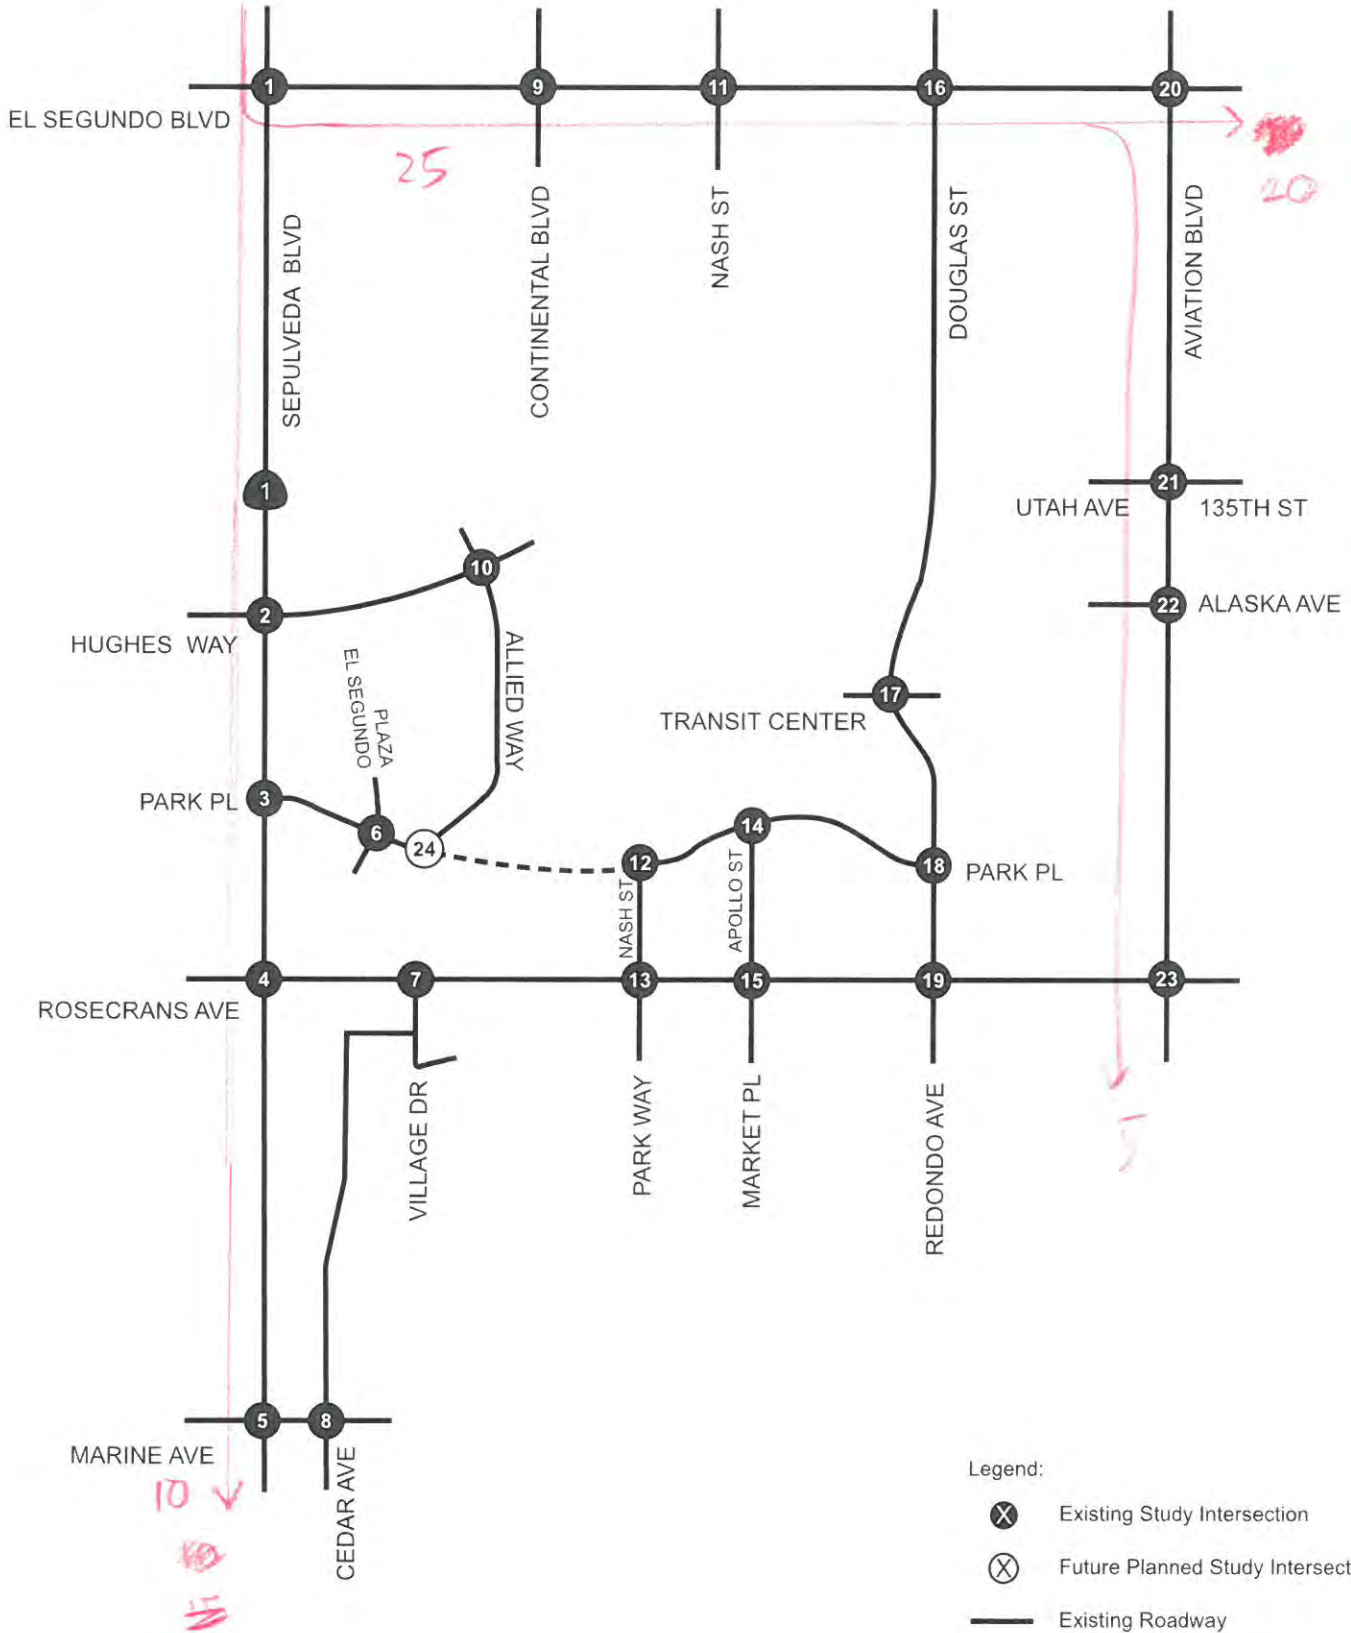 1
9
11
16
20
EL SEGUNDO BLVD
25
20
SEPULVEDA BLVD
CONTINENTAL BLVD
NASH ST
DOUGLAS ST
AVIATION BLVD
1
21
UTAH AVE
135TH ST
10
2
22
ALASKA AVE
HUGHES WAY
ALLIED WAY
EL SEGUNDO
PLAZA
17
TRANSIT CENTER
3
PARK PL
6
24
12
14
18
PARK PL
NASH ST
APOLLO ST
4
7
13
15
19
23
ROSECRANS AVE
VILLAGE DR
PARK WAY
MARKET PL
REDONDO AVE
5
5
8
MARINE AVE
CEDAR AVE
10
15
Legend:
X Existing Study Intersection
X Future Planned Study Intersect
Existing Roadway